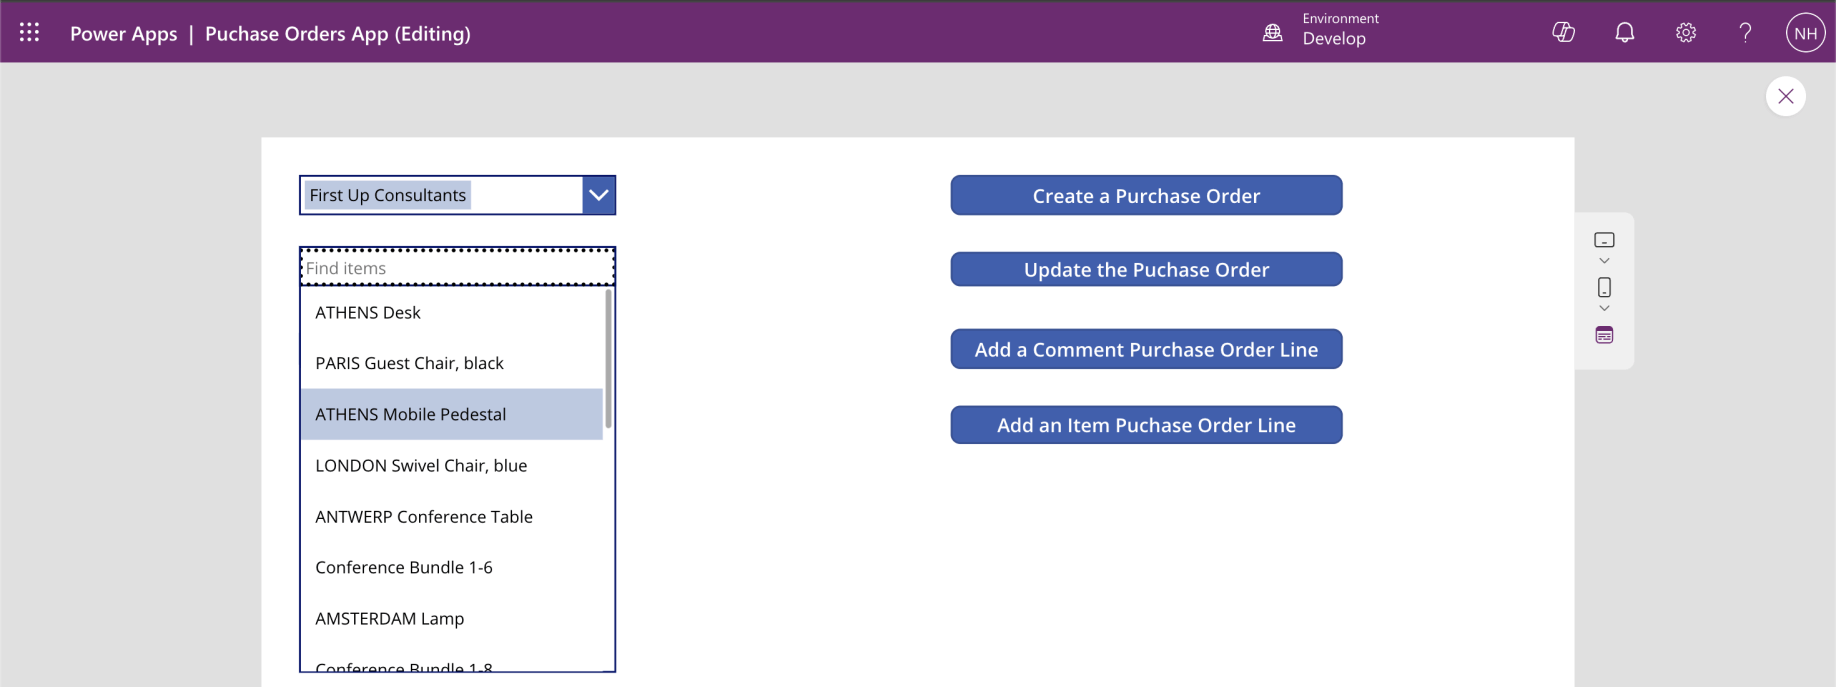 Power Apps | Puchase Orders App (Editing)
Environment
Develop
NH
First Up Consultants
Create a Purchase Order
Find items
Update the Puchase Order
ATHENS Desk
PARIS Guest Chair, black
Add a Comment Purchase Order Line
ATHENS Mobile Pedestal
Add an Item Puchase Order Line
LONDON Swivel Chair, blue
ANTWERP Conference Table
Conference Bundle 1-6
AMSTERDAM Lamp
Conference Bundle 1-8